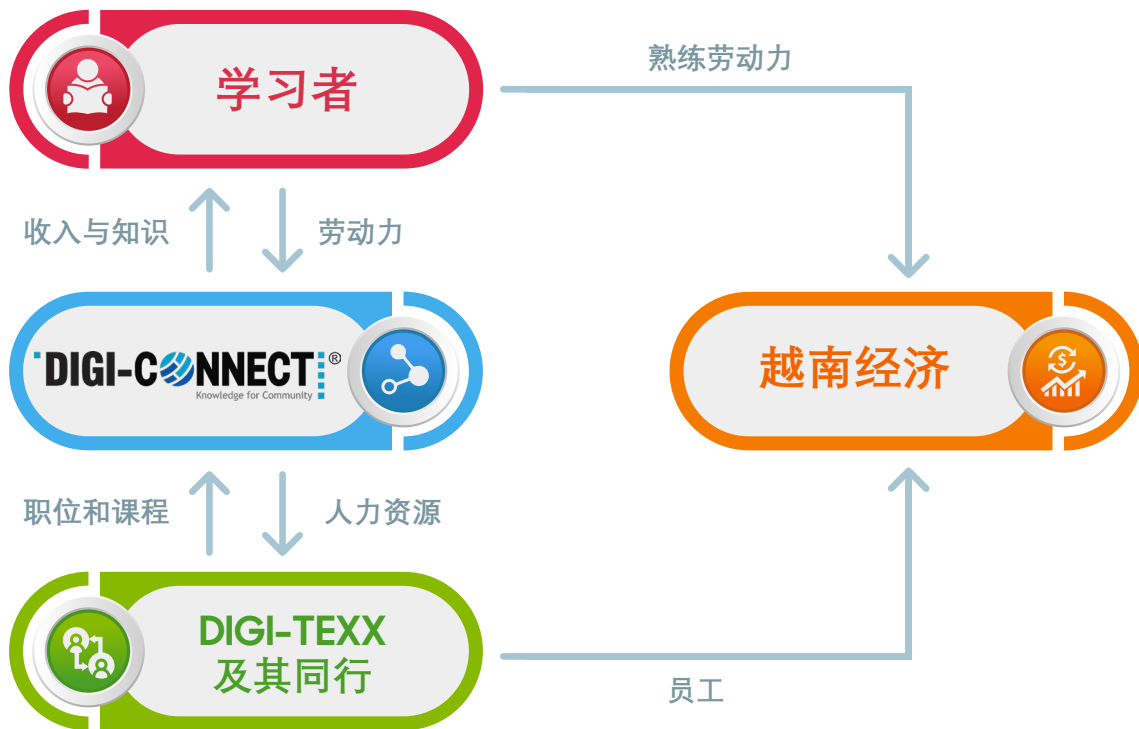 学习者
熟练劳动力
收入与知识
劳动力
DIGI-CONNECT®
Knowledge for Community
越南经济
职位和课程
人力资源
DIGI-TEXX
及其同行
员工